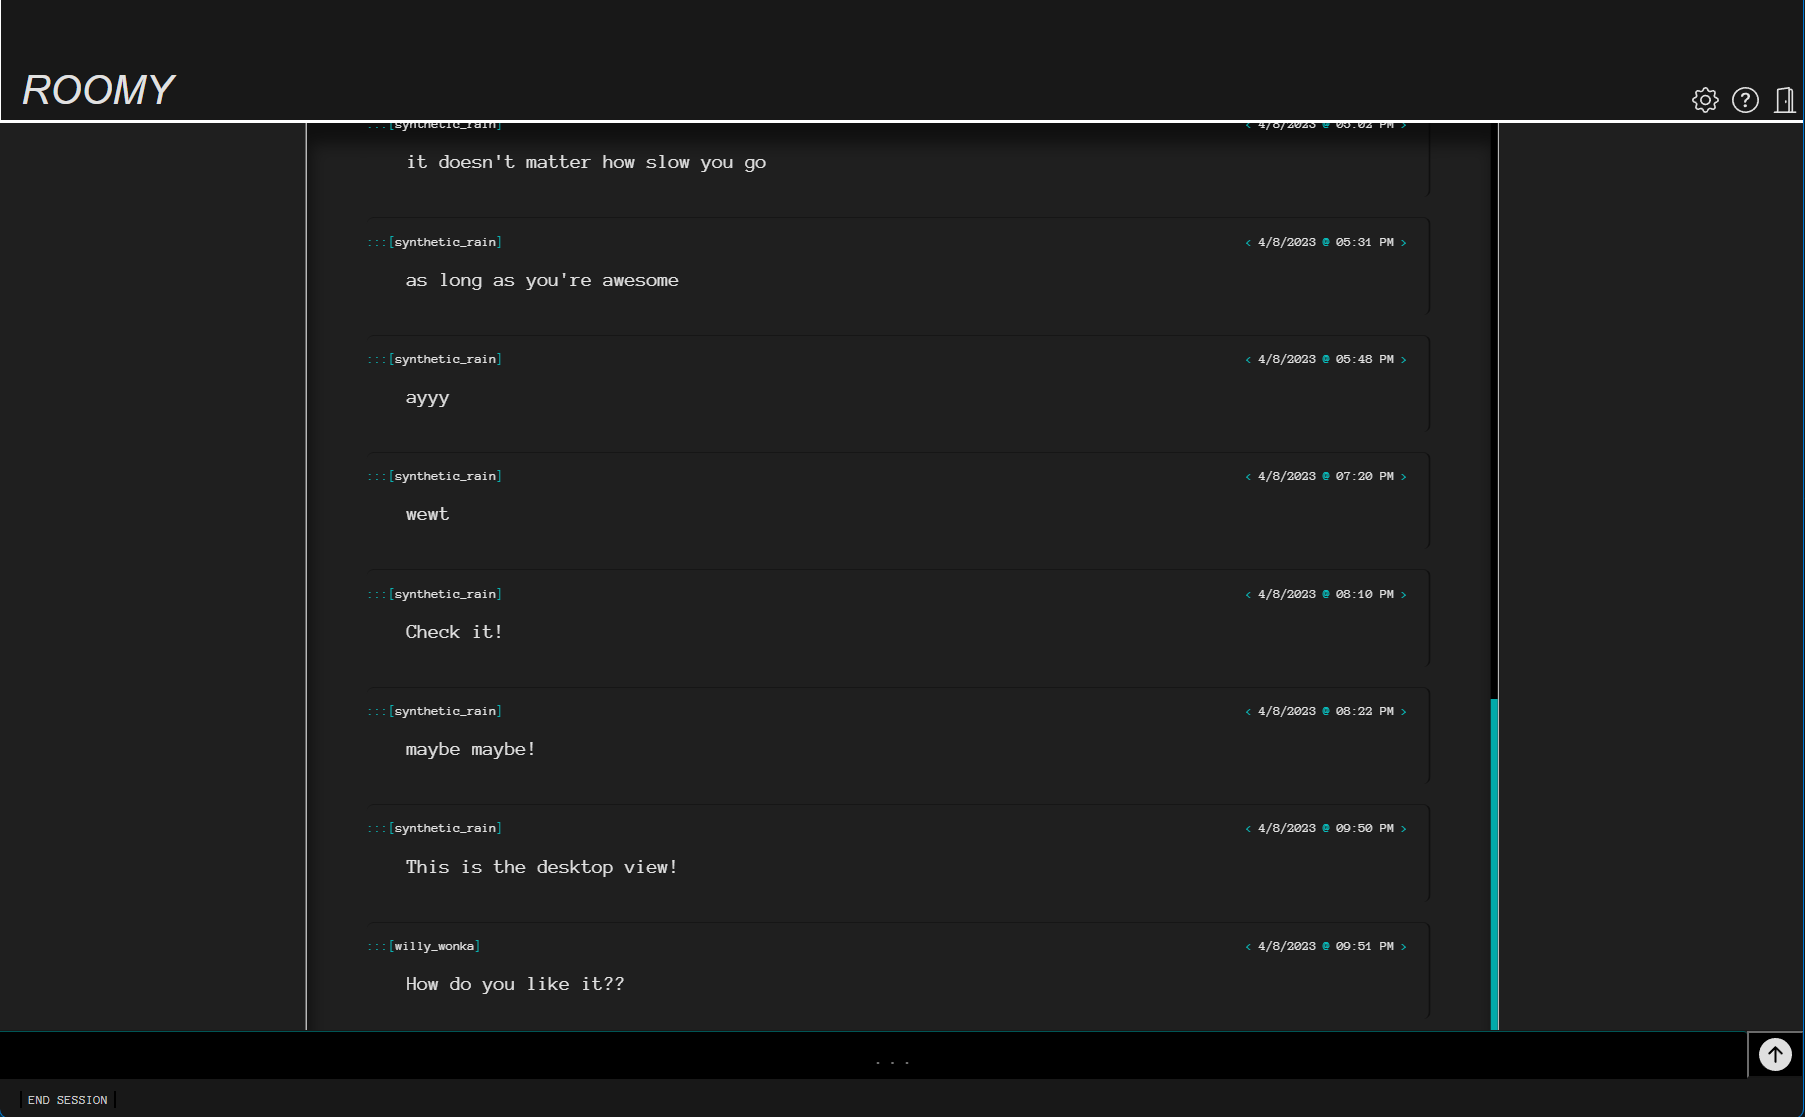 ROOMY
:::[synthetic_rain] < 4/8/2023 @ 05:02 PM >
it doesn't matter how slow you go
:::[synthetic_rain] < 4/8/2023 @ 05:31 PM >
as long as you're awesome
:::[synthetic_rain] < 4/8/2023 @ 05:48 PM >
ayyy
:::[synthetic_rain] < 4/8/2023 @ 07:20 PM >
wewt
:::[synthetic_rain] < 4/8/2023 @ 08:10 PM >
Check it!
:::[synthetic_rain] < 4/8/2023 @ 08:22 PM >
maybe maybe!
:::[synthetic_rain] < 4/8/2023 @ 09:50 PM >
This is the desktop view!
:::[willy_wonka] < 4/8/2023 @ 09:51 PM >
How do you like it??
...
END SESSION